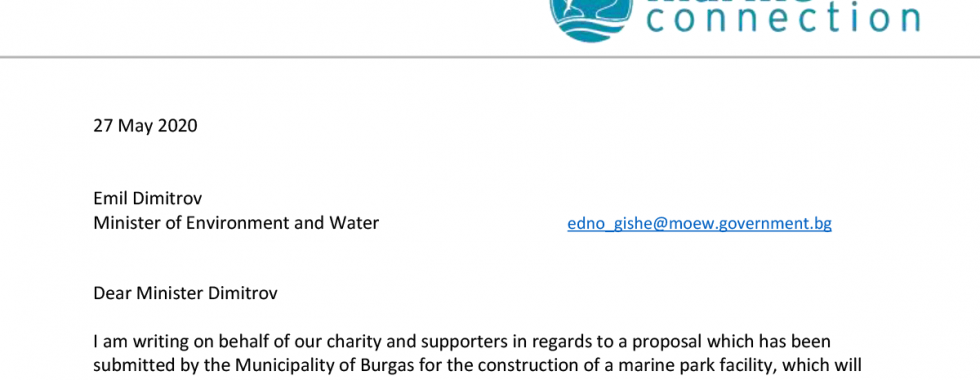 connection
27 May 2020
Emil Dimitrov
Minister of Environment and Water edno_gishe@moew.government.bg
Dear Minister Dimitrov
I am writing on behalf of our charity and supporters in regards to a proposal which has been
submitted by the Municipality of Burgas for the construction of a marine park facility, which will